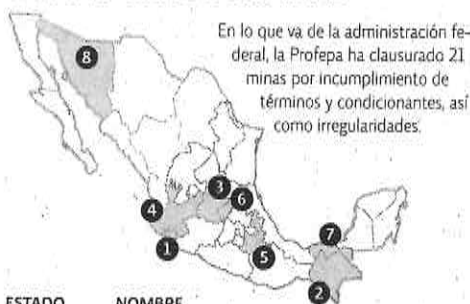 En lo que va de la administración fe-
deral, la Profepa ha clausurado 21
minas por incumplimiento de
términos y condicionantes, así
como irregularidades.
8
3
6
4
7
1
5
2
ESTADO NOMBRE